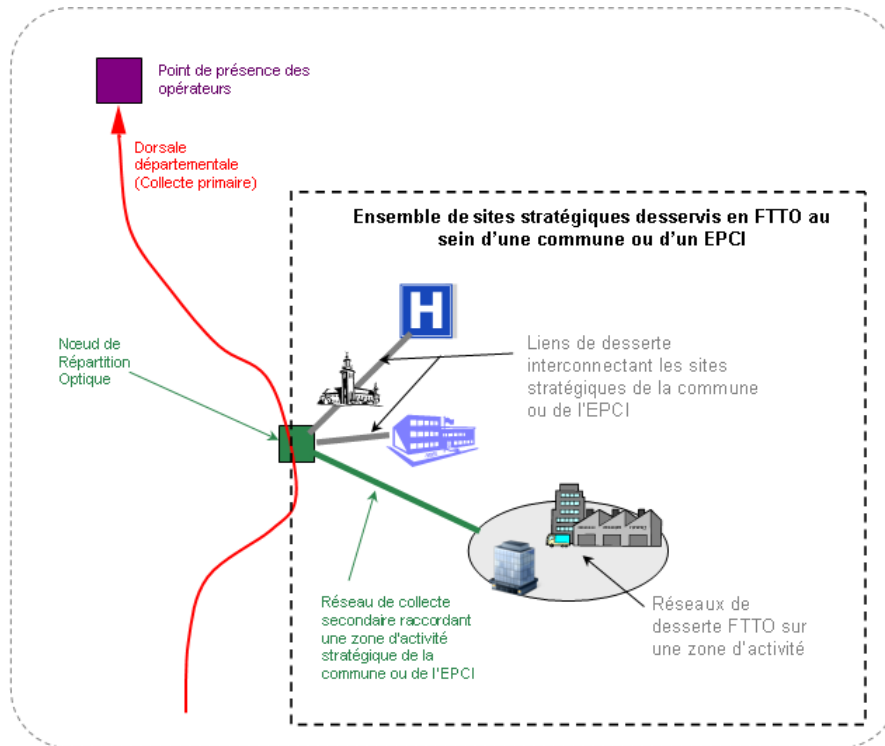 Point de présence des
opérateurs
Dorsale
départementale
(Collecte primaire)
Ensemble de sites stratégiques desservis en FTTO au
sein d'une commune ou d'un EPCI
H
Nœud de
Répartition
Optique
Liens de desserte
interconnectant les sites
stratégiques de la commune
ou de l'EPCI
Réseau de collecte
secondaire raccordant
une zone d'activité
stratégique de la
commune ou de l'EPCI
Réseaux de
desserte FTTO sur
une zone d'activité